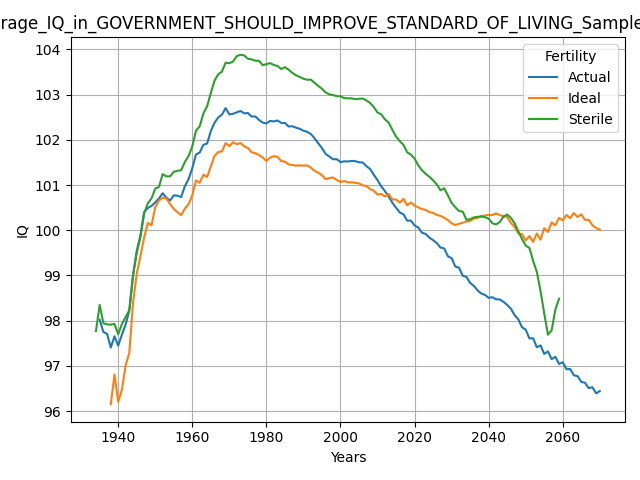 rage_IQ_in_GOVERNMENT_SHOULD_IMPROVE_STANDARD_OF_LIVING_Sample
Fertility
Actual
Ideal
Sterile
104
103
102
101
100
99
98
97
96
IQ
1940
1960
1980
2000
2020
2040
2060
Years